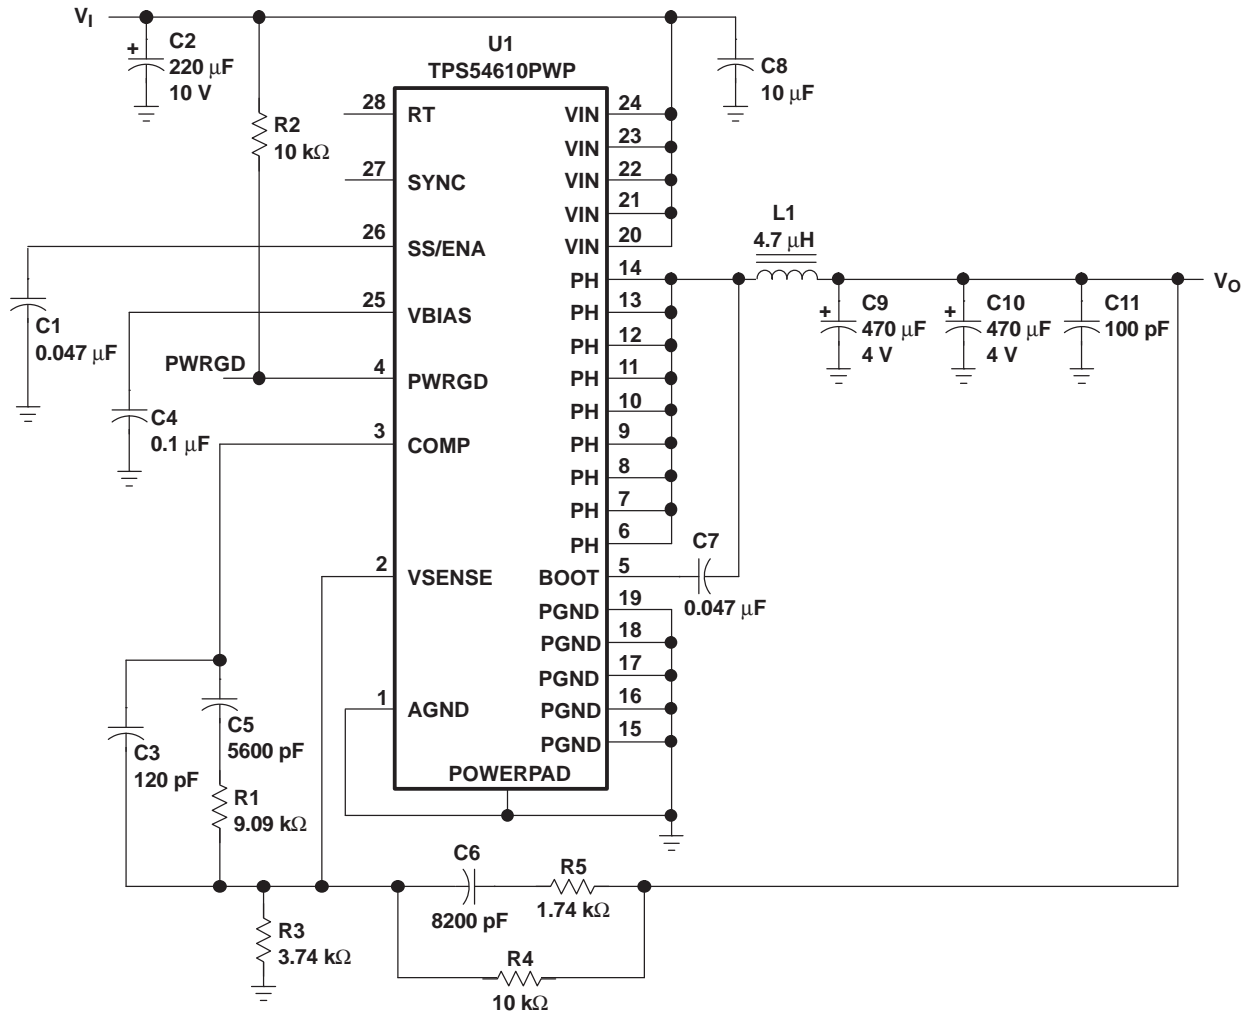 V_I
C2
220 μF
10 V
+
R2
10 kΩ
U1
TPS54610PWP
C8
10 μF
28 RT
27 SYNC
26 SS/ENA
25 VBIAS
4 PWRGD
3 COMP
2 VSENSE
1 AGND
VIN 24
VIN 23
VIN 22
VIN 21
VIN 20
PH 14
PH 13
PH 12
PH 11
PH 10
PH 9
PH 8
PH 7
PH 6
BOOT 5
PGND 19
PGND 18
PGND 17
PGND 16
PGND 15
POWERPAD
C1
0.047 μF
PWRGD
C4
0.1 μF
L1
4.7 μH
V_O
+
C9
470 μF
4 V
+
C10
470 μF
4 V
C11
100 pF
C7
0.047 μF
C3
120 pF
C5
5600 pF
R1
9.09 kΩ
R3
3.74 kΩ
C6
8200 pF
R5
1.74 kΩ
R4
10 kΩ